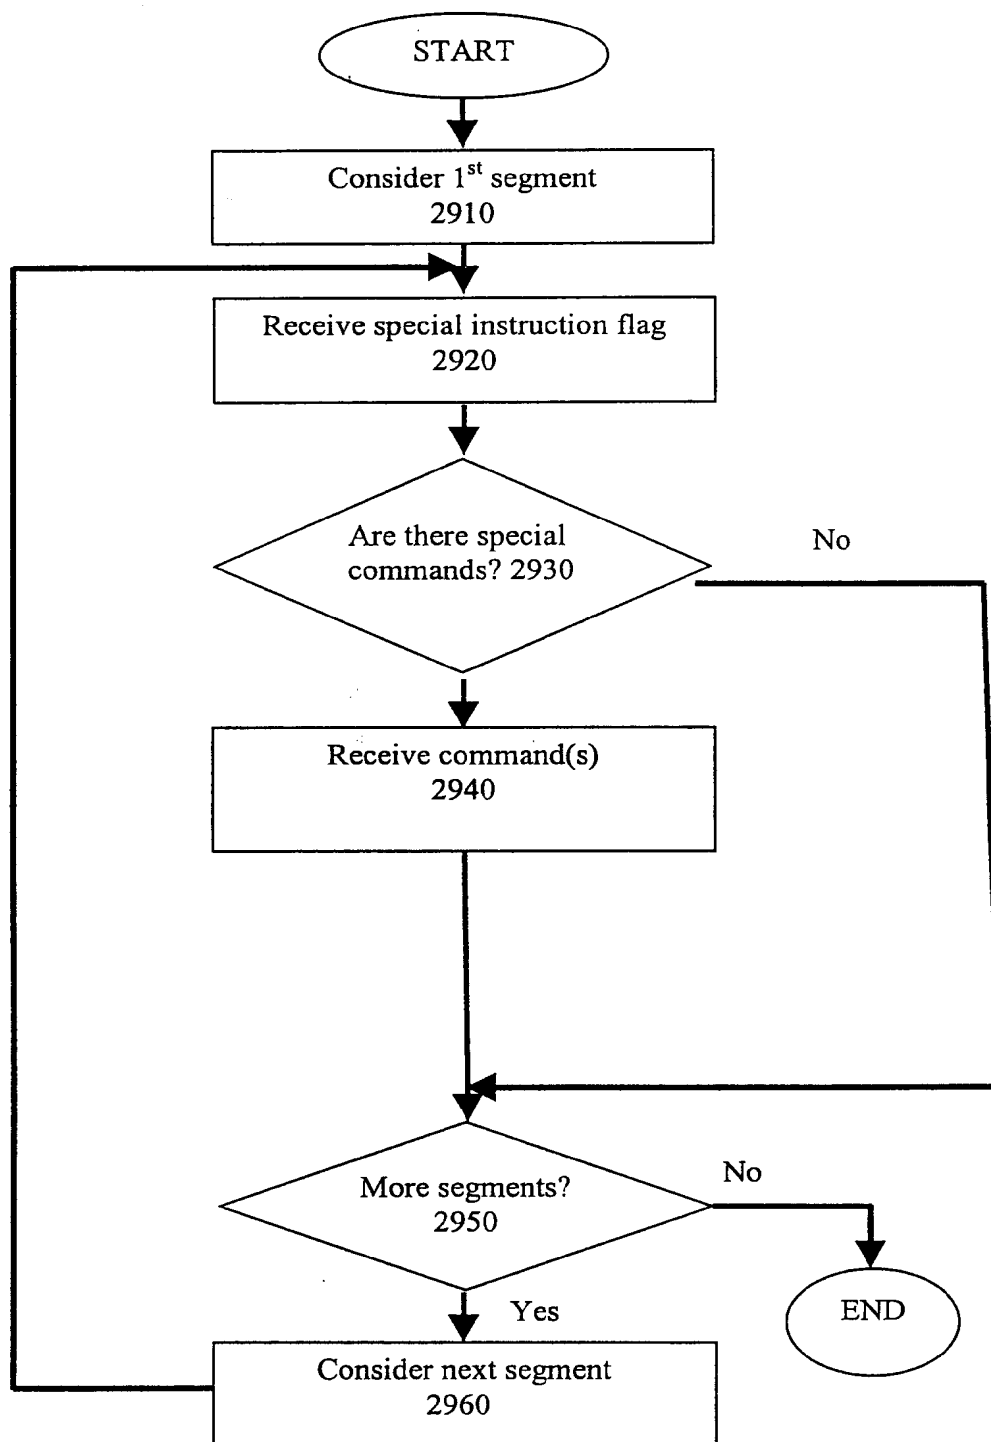 START
Consider 1st segment
2910
Receive special instruction flag
2920
Are there special
commands? 2930
No
Receive command(s)
2940
More segments?
2950
No
Yes
END
Consider next segment
2960